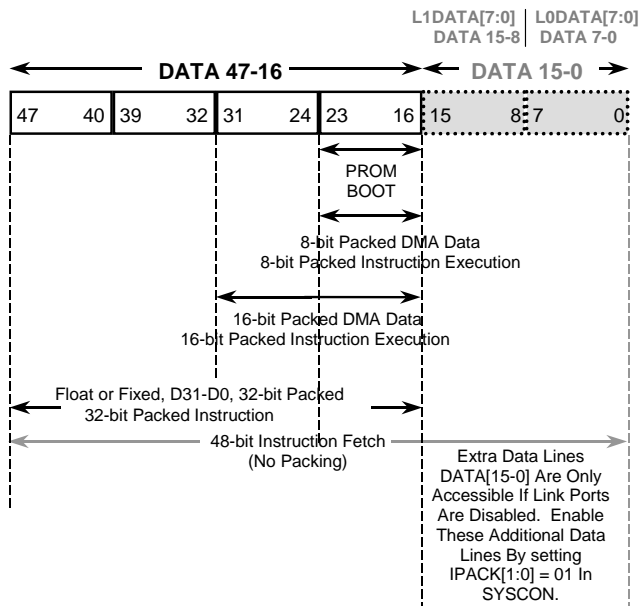 L1DATA[7:0] L0DATA[7:0]
DATA 15-8 DATA 7-0
DATA 47-16 DATA 15-0
47 40 39 32 31 24 23 16 15 8 7 0
PROM
BOOT
8-bit Packed DMA Data
8-bit Packed Instruction Execution
16-bit Packed DMA Data
16-bit Packed Instruction Execution
Float or Fixed, D31-D0, 32-bit Packed
32-bit Packed Instruction
48-bit Instruction Fetch
(No Packing)
Extra Data Lines
DATA[15-0] Are Only
Accessible If Link Ports
Are Disabled. Enable
These Additional Data
Lines By setting
IPACK[1:0] = 01 In
SYSCON.